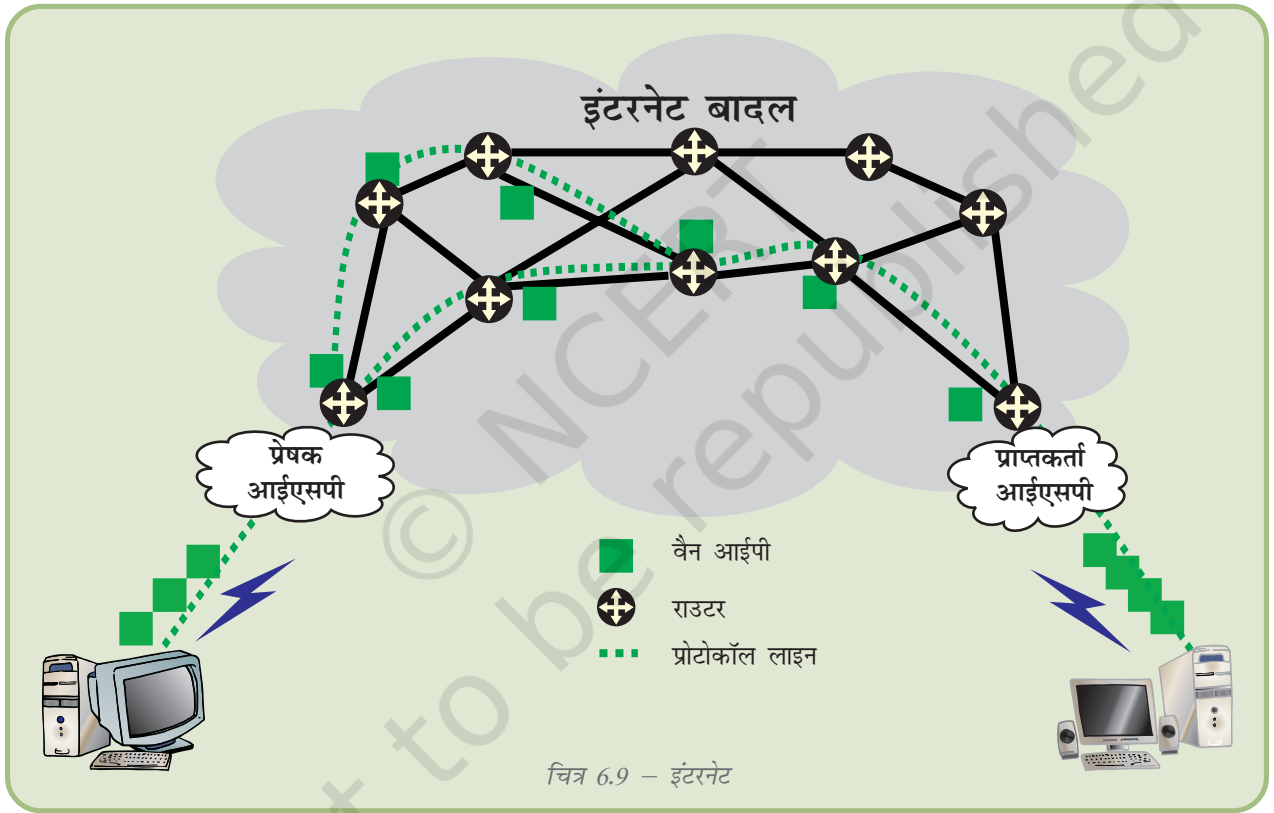 इंटरनेट बादल
प्रेषक
आईएसपी
प्राप्तकर्ता
आईएसपी
वैन आईपी
राउटर
प्रोटोकॉल लाइन
चित्र 6.9 – इंटरनेट
© NCERT
not to be republished